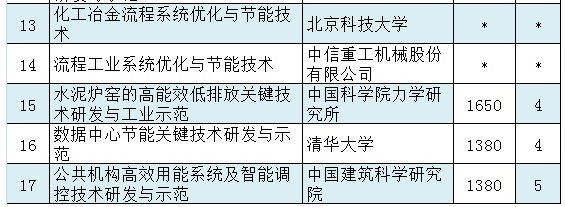 13 化工冶金流程系统优化与节能技 北京科技大学 * *
术
14 流程工业系统优化与节能技术 中信重工机械股份 * *
有限公司
15 水泥炉窑的高能效低排放关键技 中国科学院力学研 1650 4
术研发与工业示范 究所
16 数据中心节能关键技术研发与示 清华大学 1380 4
范
17 公共机构高效用能系统及智能调 中国建筑科学研究 1380 5
控技术研发与示范 院